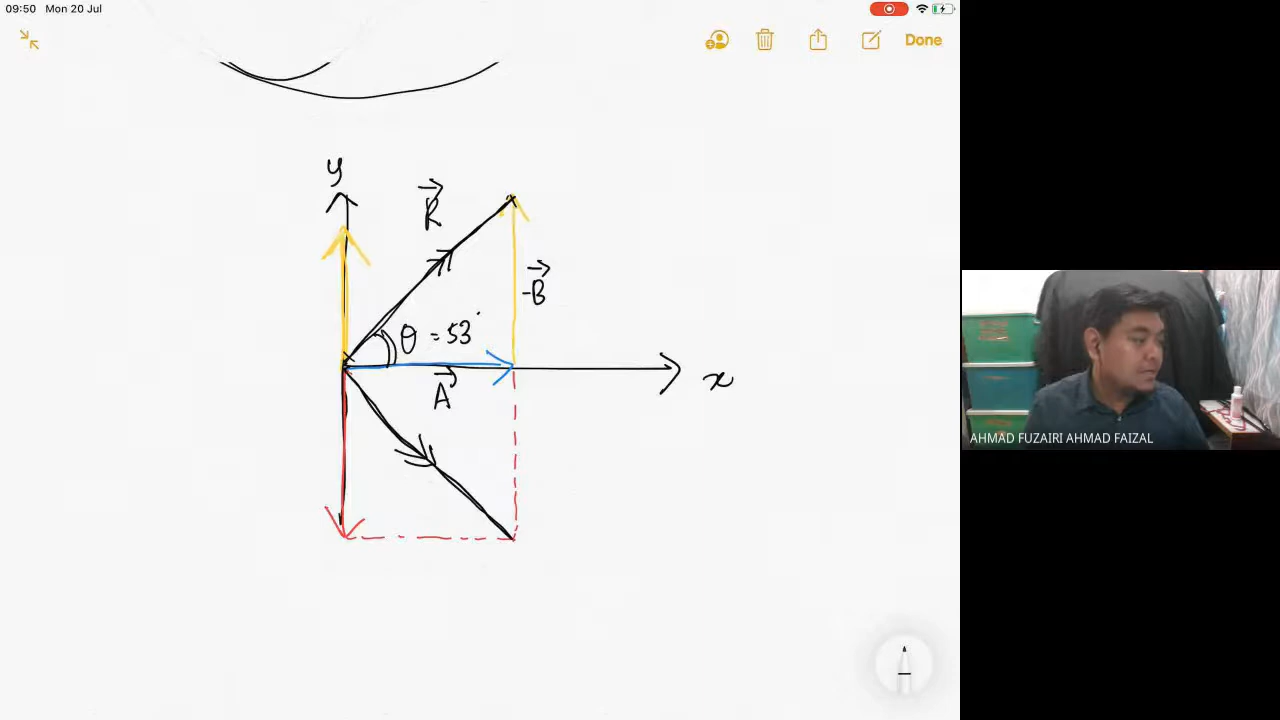 09:50 Mon 20 Jul
Done
y
R
-B
θ = 53°
A
x
AHMAD FUZAIRI AHMAD FAIZAL